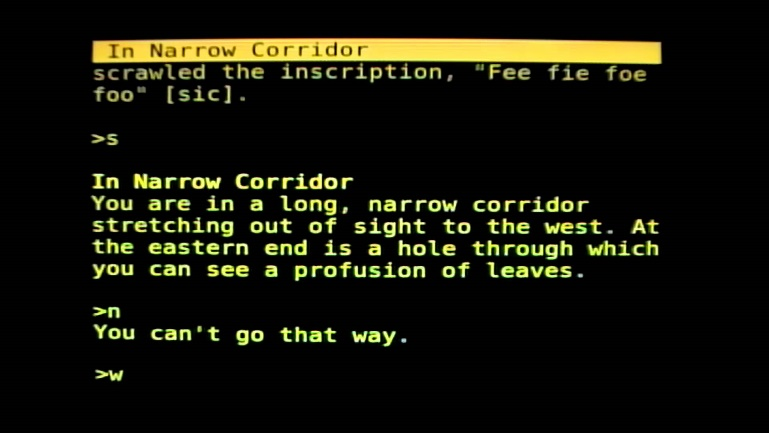 In Narrow Corridor
scrawled the inscription, "Fee fie foe
foo" [sic].
>s
In Narrow Corridor
You are in a long, narrow corridor
stretching out of sight to the west. At
the eastern end is a hole through which
you can see a profusion of leaves.
>n
You can't go that way.
>w